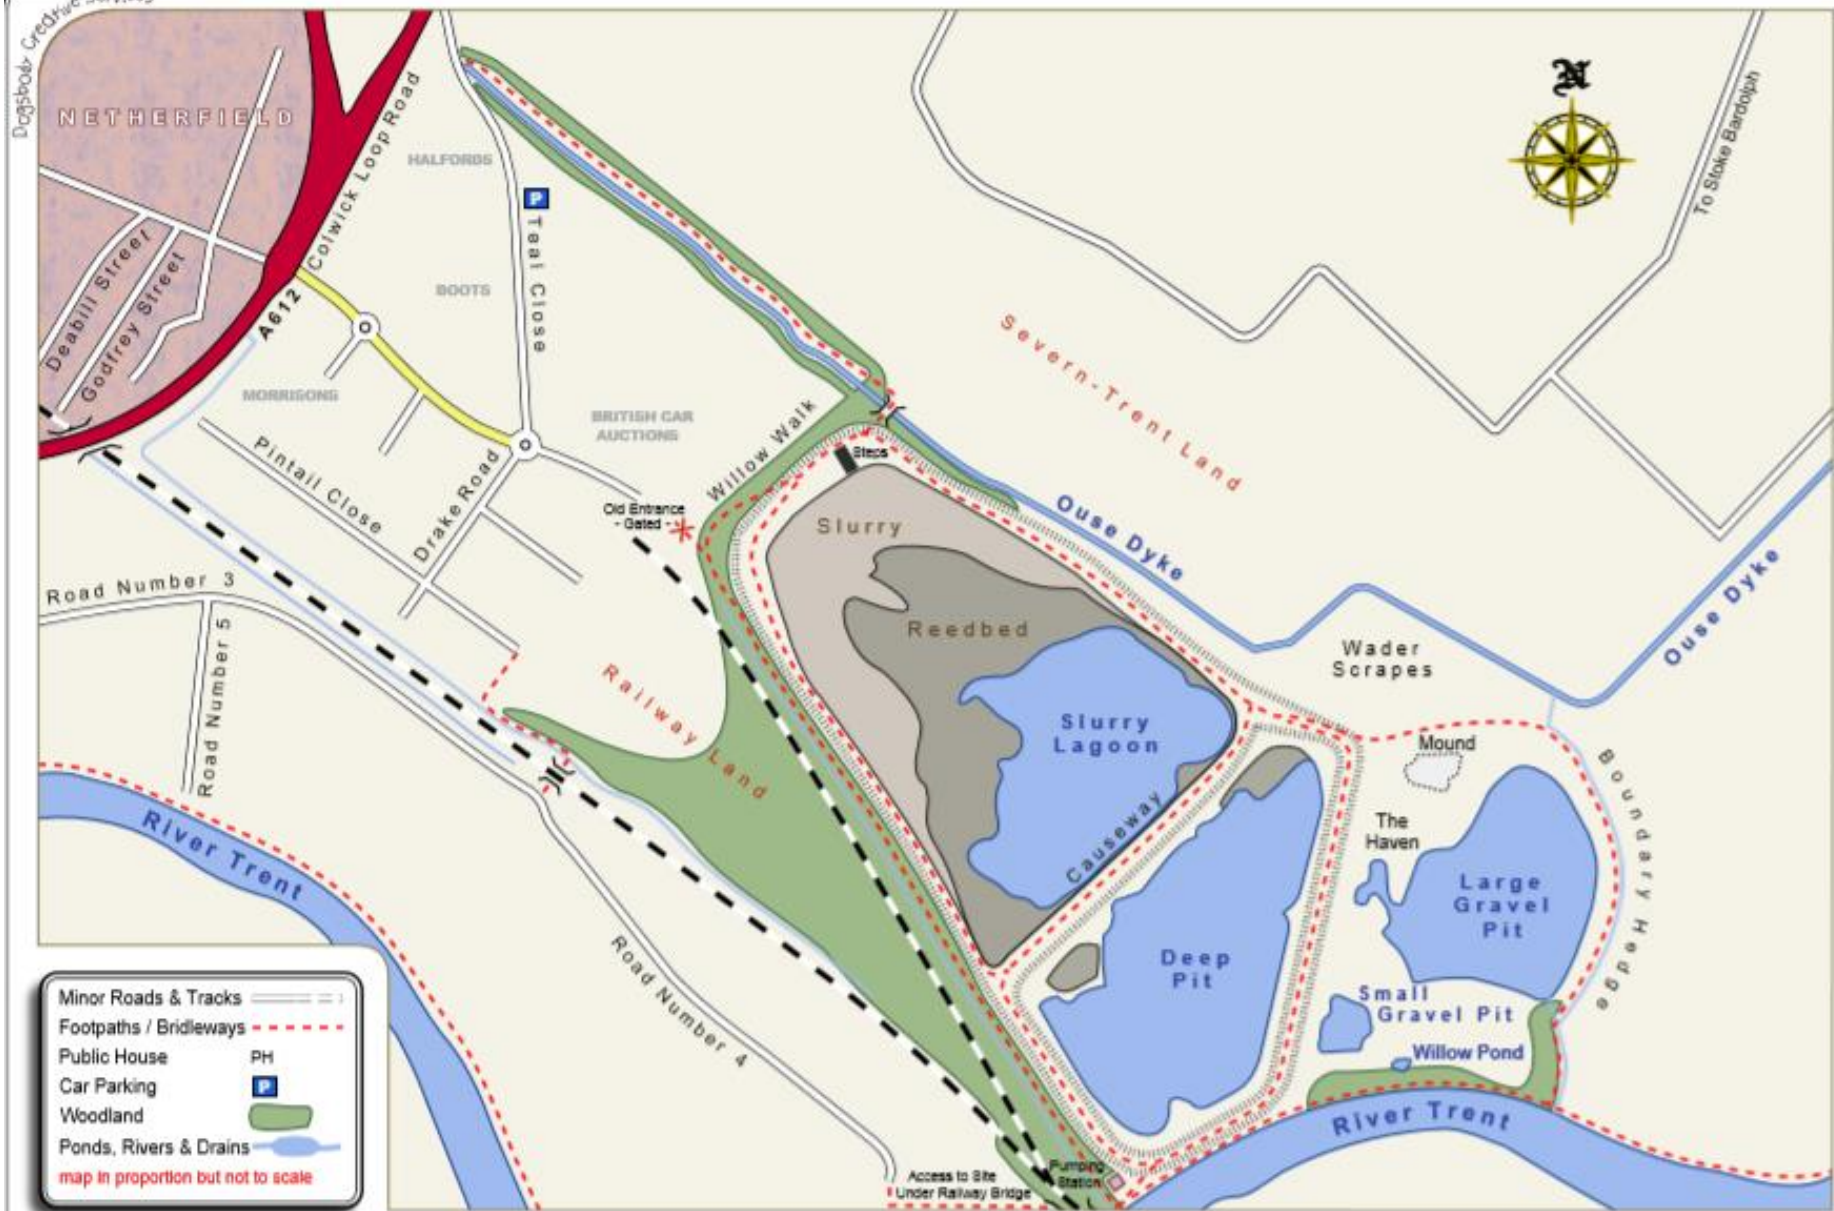 Dogsbody Creative Services
N
NETHERFIELD
Colwick Loop Road
HALFORDS
P
Teal Close
To Stoke Bardolph
Deabill Street
Godfrey Street
A612
BOOTS
MORRISONS
BRITISH CAR
AUCTIONS
Severn-Trent Land
Willow Walk
Steps
Pintail Close
Drake Road
Old Entrance
- Gated -
Slurry
Ouse Dyke
Ouse Dyke
Road Number 3
Road Number 5
Reedbed
Wader
Scrapes
Railway Land
Slurry
Lagoon
Mound
Boundary Hedge
Causeway
The
Haven
Large
Gravel
Pit
River Trent
Deep
Pit
Road Number 4
Small
Gravel Pit
Willow Pond
River Trent
Pumping
Station
Access to Site
Under Railway Bridge
Minor Roads & Tracks
Footpaths / Bridleways
Public House PH
Car Parking P
Woodland
Ponds, Rivers & Drains
map in proportion but not to scale